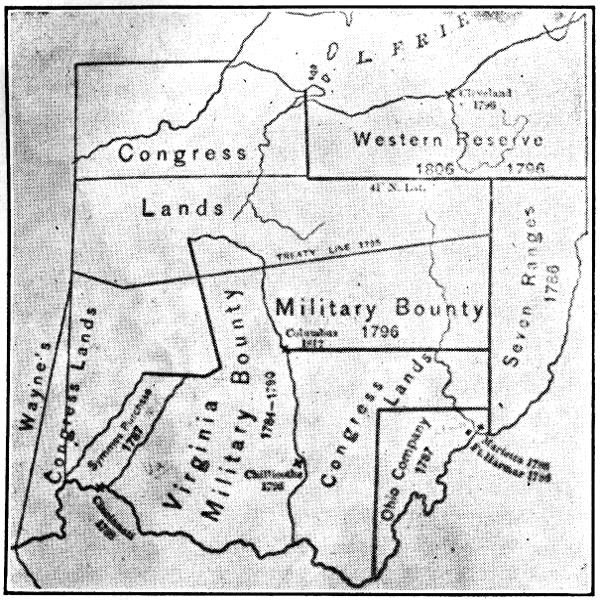 L. ERIE
Cleveland
1796
Western Reserve
1806 1796
Congress
41° N. Lat.
Lands
TREATY LINE 1795
Seven Ranges
1786
Military Bounty
1796
Columbus
1812
Wayne's
Congress Lands
Symmes Purchase
1787
Virginia
Military Bounty
1784-1790
Congress
Lands
Ohio Company
1787
Chillicothe
1796
Cincinnati
Marietta 1788
Ft. Harmar